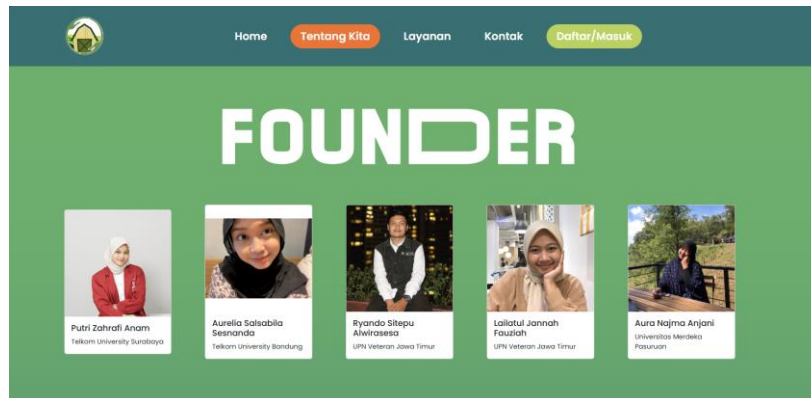 Home Tentang Kita Layanan Kontak Daftar/Masuk
FOUNDER
Putri Zahrafi Anam
Telkom University Surabaya
Aurelia Salsabila
Sesnanda
Telkom University Bandung
Ryando Sitepu
Alwirasesa
UPN Veteran Jawa Timur
Lailatul Jannah
Fauziah
UPN Veteran Jawa Timur
Aura Najma Anjani
Universitas Merdeka
Pasuruan